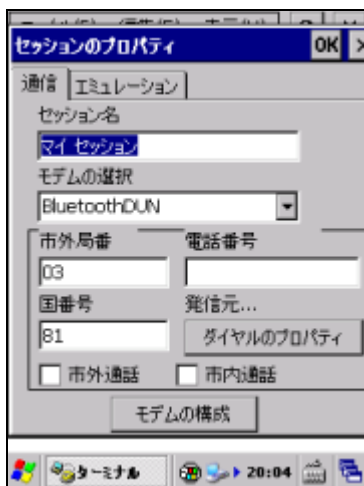 セッションのプロパティ OK
通信 エミュレーション
セッション名
マイ セッション
モデムの選択
BluetoothDUN
市外局番 電話番号
03
国番号 発信元...
81 ダイヤルのプロパティ
市外通話 市内通話
モデムの構成
ターミナル 20:04